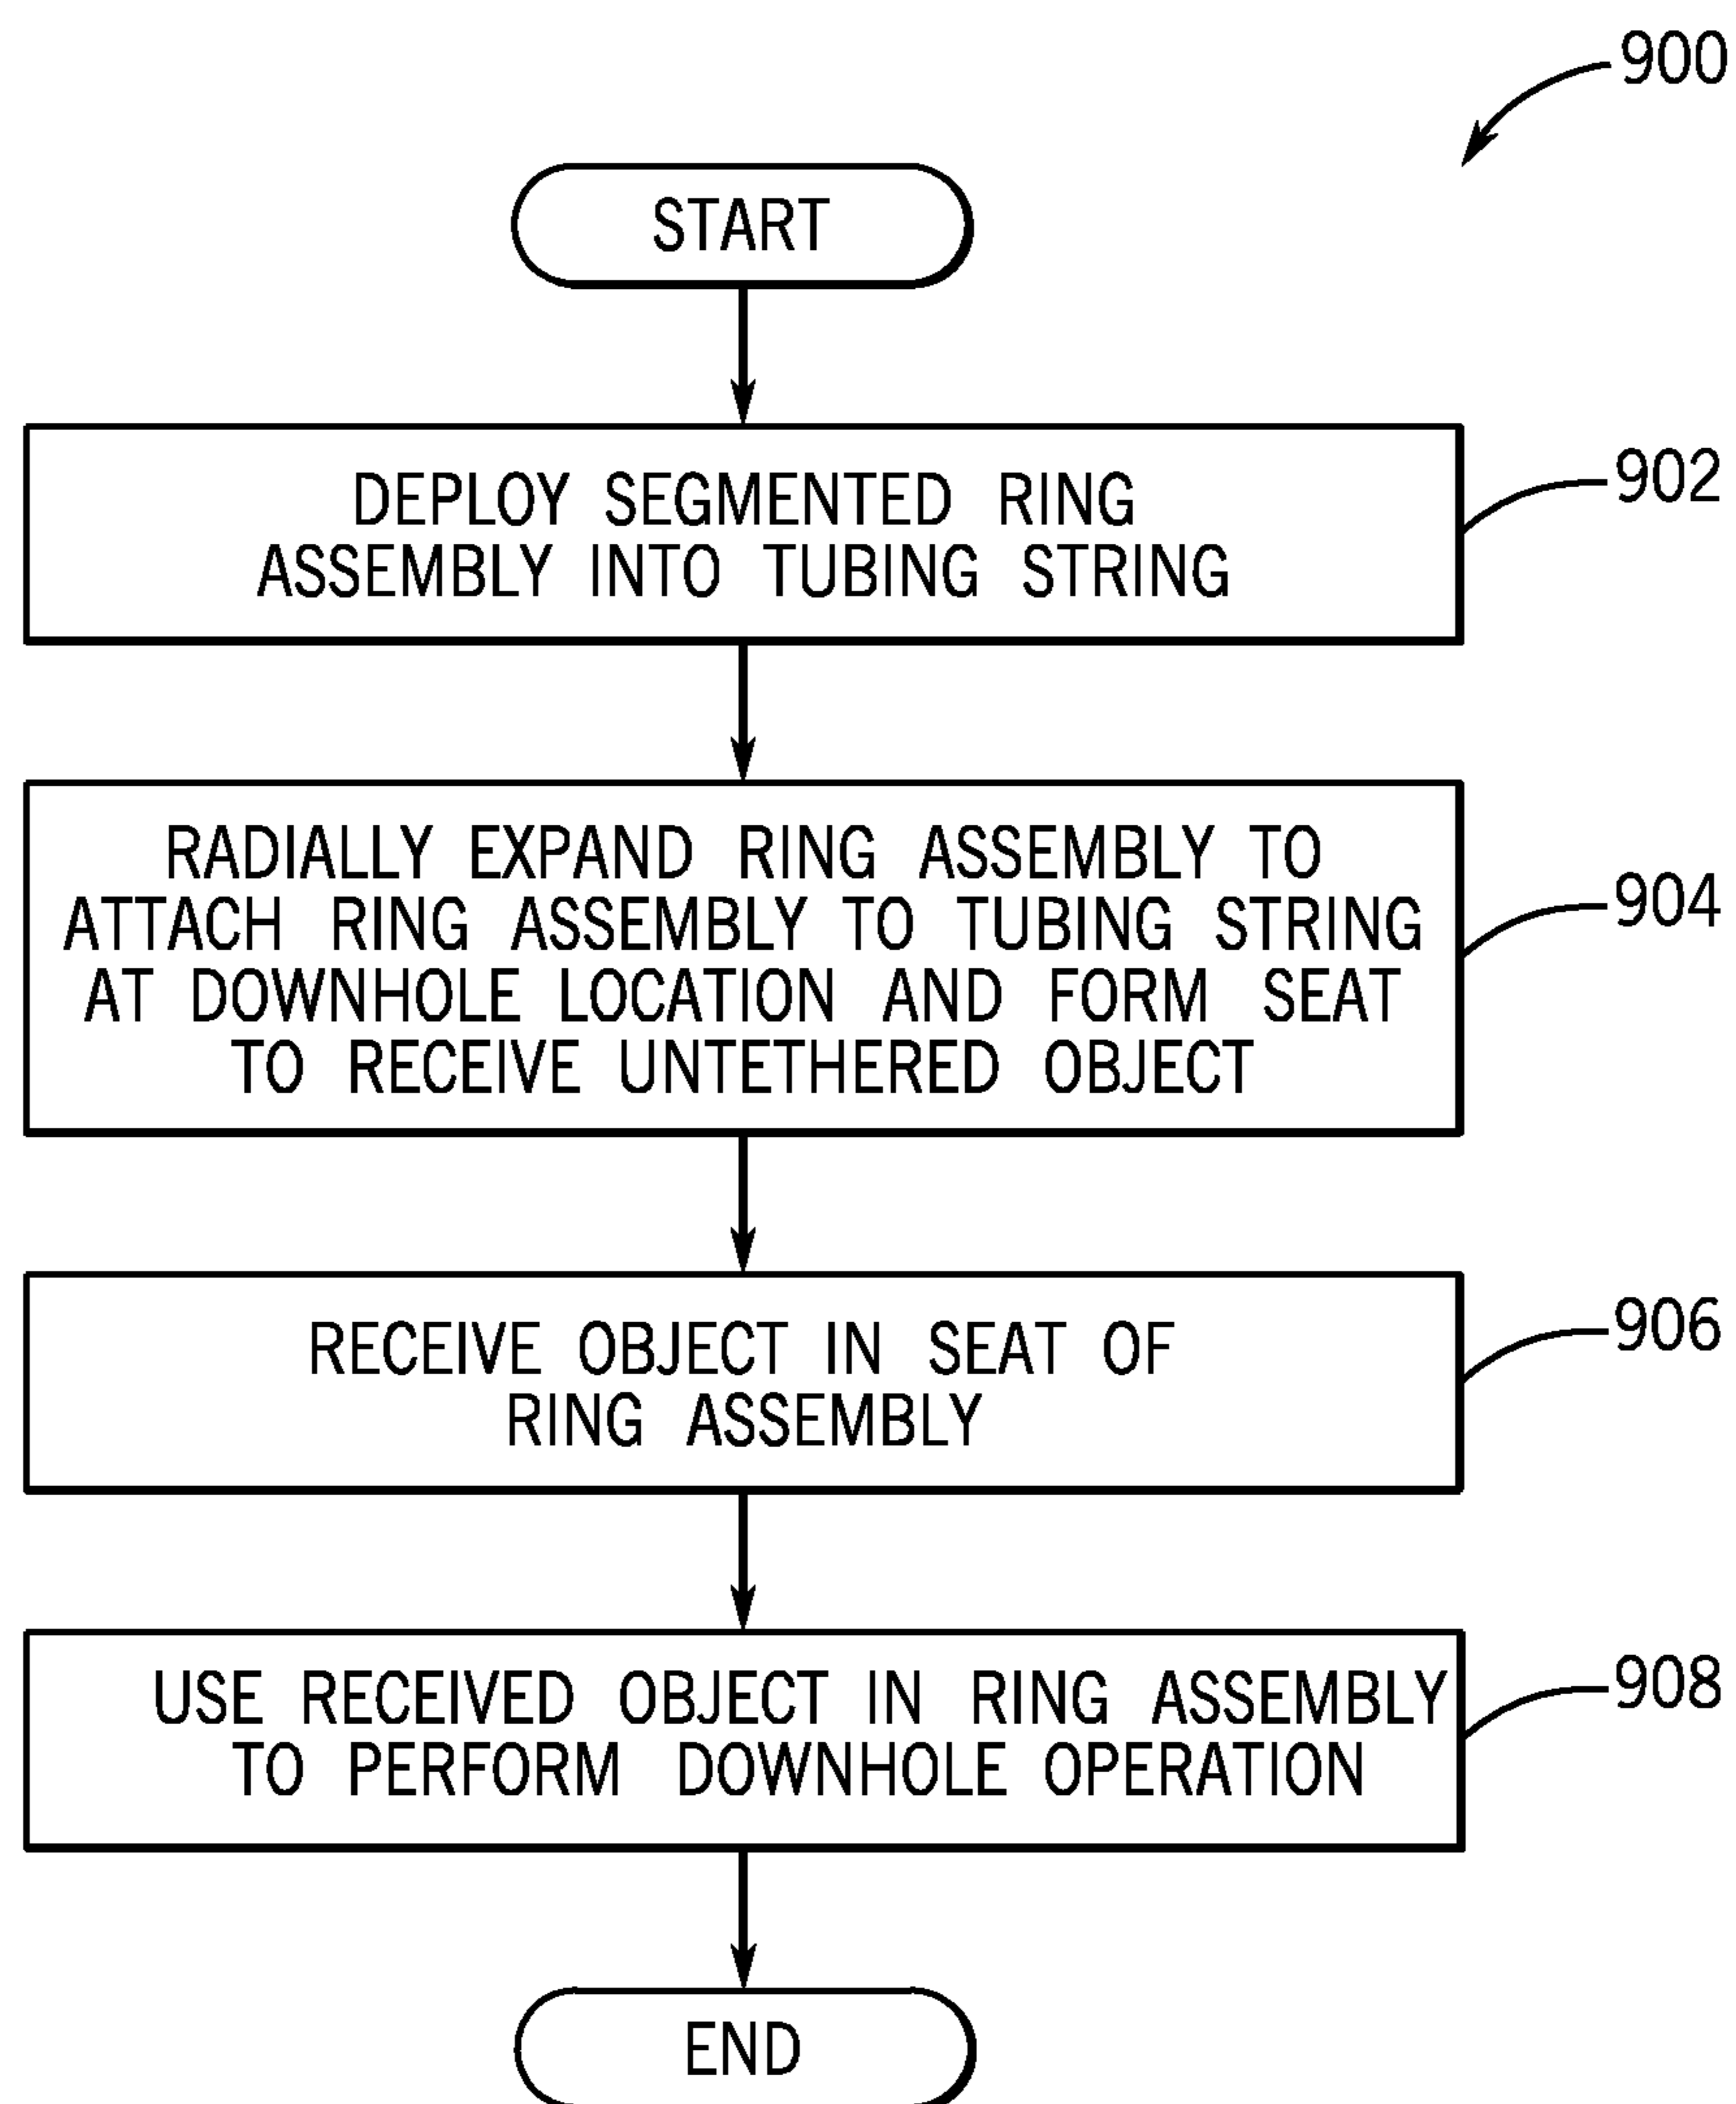 900
START
DEPLOY SEGMENTED RING
ASSEMBLY INTO TUBING STRING
902
RADIALLY EXPAND RING ASSEMBLY TO
ATTACH RING ASSEMBLY TO TUBING STRING
AT DOWNHOLE LOCATION AND FORM SEAT
TO RECEIVE UNTETHERED OBJECT
904
RECEIVE OBJECT IN SEAT OF
RING ASSEMBLY
906
USE RECEIVED OBJECT IN RING ASSEMBLY
TO PERFORM DOWNHOLE OPERATION
908
END